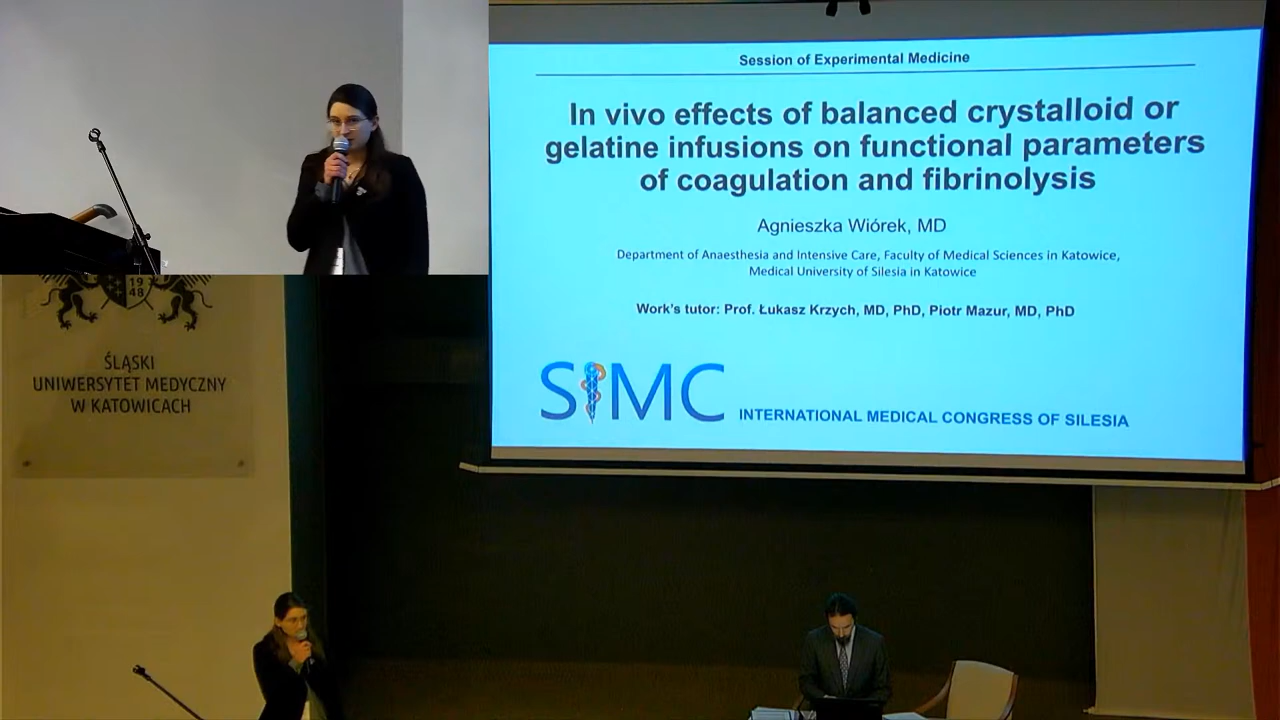 Session of Experimental Medicine
In vivo effects of balanced crystalloid or
gelatine infusions on functional parameters
of coagulation and fibrinolysis
Agnieszka Wiórek, MD
Department of Anaesthesia and Intensive Care, Faculty of Medical Sciences in Katowice,
Medical University of Silesia in Katowice
Work's tutor: Prof. Łukasz Krzych, MD, PhD, Piotr Mazur, MD, PhD
SIMC INTERNATIONAL MEDICAL CONGRESS OF SILESIA
19
48
ŚLĄSKI
UNIWERSYTET MEDYCZNY
W KATOWICACH